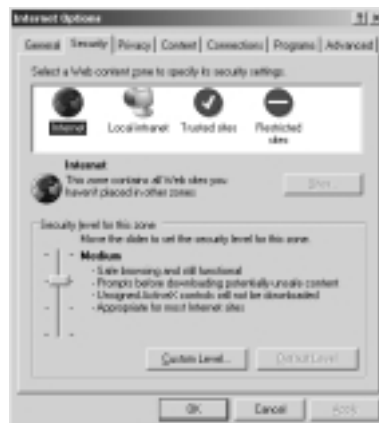 Internet Options
General Security Privacy Content Connections Programs Advanced
Select a Web content zone to specify its security settings.
Internet Local intranet Trusted sites Restricted sites
Internet
This zone contains all Web sites you
haven't placed in other zones
Sites...
Security level for this zone
Move the slider to set the security level for this zone.
Medium
- Safe browsing and still functional
- Prompts before downloading potentially unsafe content
- Unsigned ActiveX controls will not be downloaded
- Appropriate for most Internet sites
Custom Level... Default Level
OK Cancel Apply